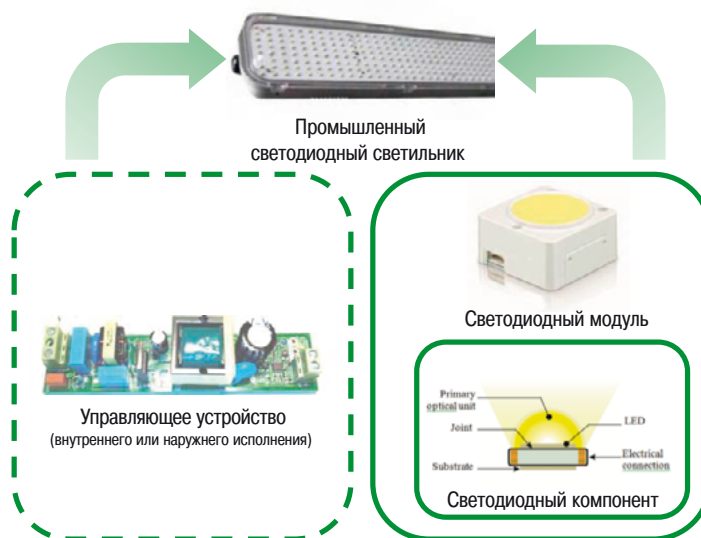 Промышленный
светодиодный светильник
Светодиодный модуль
Управляющее устройство
(внутреннего или наружнего исполнения)
Primary
optical unit
Joint
LED
Electrical
connection
Substrate
Светодиодный компонент